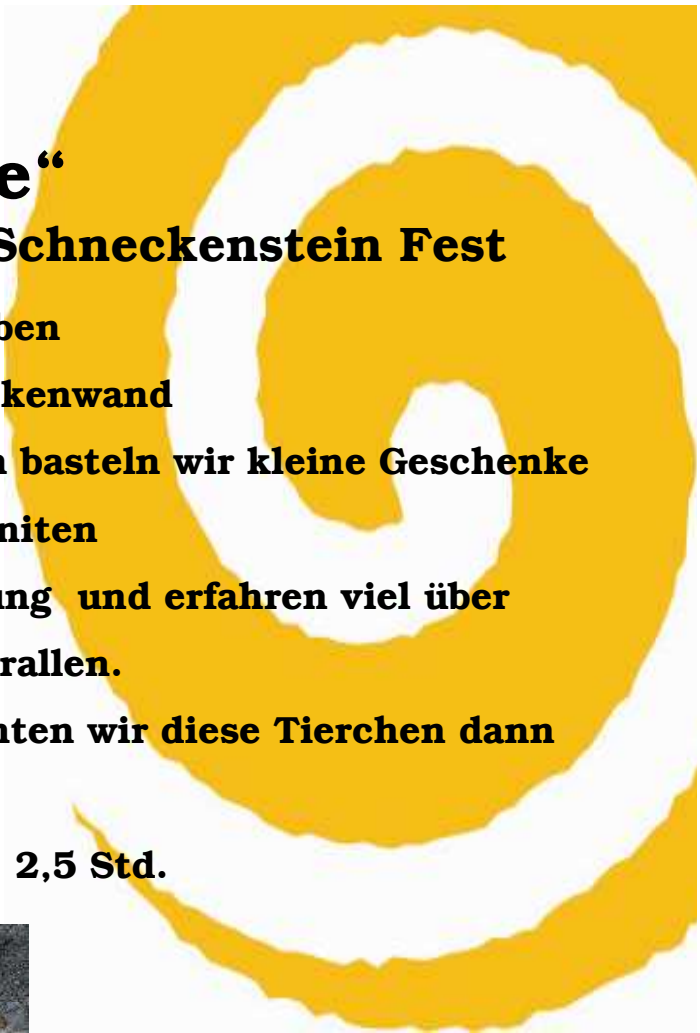 e“
Schneckenstein Fest
ben
kenwand
n basteln wir kleine Geschenke
niten
ung und erfahren viel über
rallen.
nten wir diese Tierchen dann
2,5 Std.